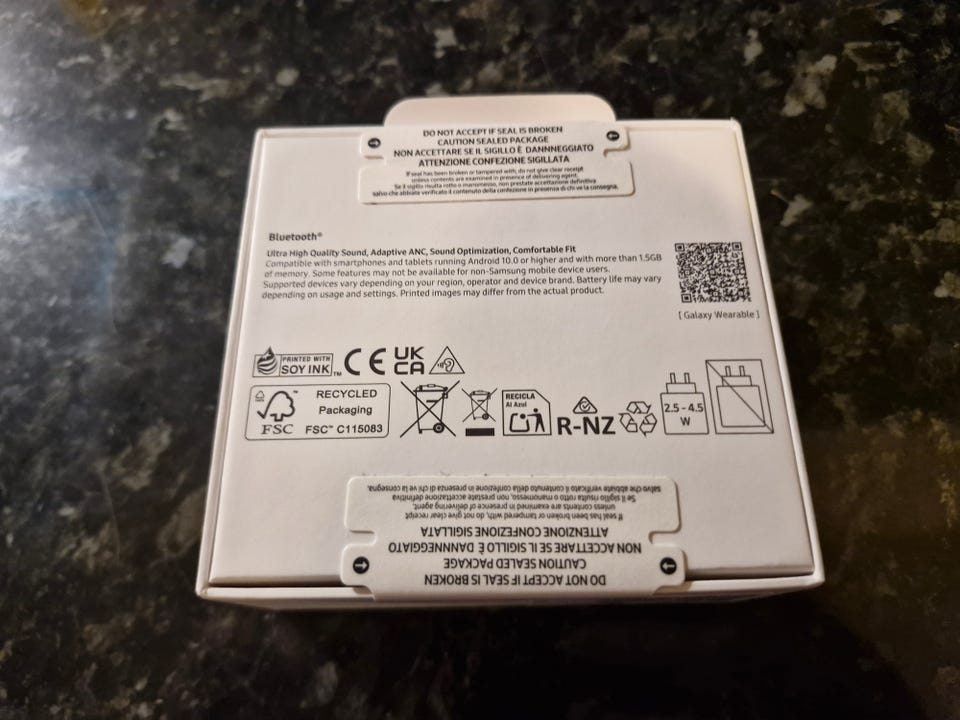 DO NOT ACCEPT IF SEAL IS BROKEN
CAUTION SEALED PACKAGE
NON ACCETTARE SE IL SIGILLO È DANNNEGGIATO
ATTENZIONE CONFEZIONE SIGILLATA
If seal has been broken or tampered with, do not give clear receipt
unless contents are examined in presence of delivering agent.
Se il sigillo risulta rotto o manomesso, non prestate accettazione definitiva
salvo che abbiate verificato il contenuto della confezione in presenza di chi ve la consegna.
Bluetooth®
Ultra High Quality Sound, Adaptive ANC, Sound Optimization, Comfortable Fit
Compatible with smartphones and tablets running Android 10.0 or higher and with more than 1.5GB
of memory. Some features may not be available for non-Samsung mobile device users.
Supported devices vary depending on your region, operator and device brand. Battery life may vary
depending on usage and settings. Printed images may differ from the actual product.
[ Galaxy Wearable ]
PRINTED WITH
SOY INK™
CE
UK
CA
FSC
RECYCLED
Packaging
FSC™ C115083
RECICLA
Al Azul
R-NZ
2.5 - 4.5
W
salvo che abbiate verificato il contenuto della confezione in presenza di chi ve la consegna.
Se il sigillo risulta rotto o manomesso, non prestate accettazione definitiva
unless contents are examined in presence of delivering agent.
If seal has been broken or tampered with, do not give clear receipt
ATTENZIONE CONFEZIONE SIGILLATA
NON ACCETTARE SE IL SIGILLO È DANNNEGGIATO
CAUTION SEALED PACKAGE
DO NOT ACCEPT IF SEAL IS BROKEN